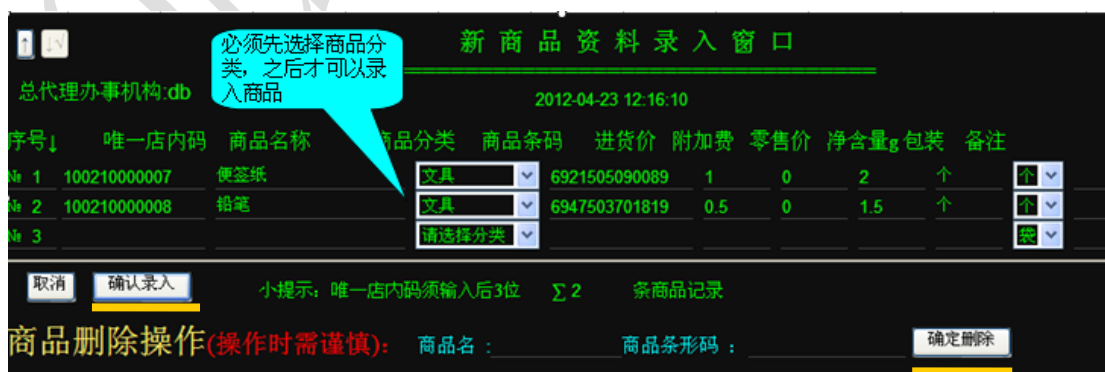 ↑ ↓√
新商品资料录入窗口
必须先选择商品分
类，之后才可以录
入商品
总代理办事机构:db
2012-04-23 12:16:10
序号↓ 唯一店内码 商品名称 商品分类 商品条码 进货价 附加费 零售价 净含量g 包装 备注
№ 1 100210000007 便签纸 文具 6921505090089 1 0 2 个 个
№ 2 100210000008 铅笔 文具 6947503701819 0.5 0 1.5 个 个
№ 3 请选择分类 袋
取消 确认录入 小提示：唯一店内码须输入后3位 ∑ 2 条商品记录
商品删除操作(操作时需谨慎)： 商品名： 商品条形码： 确定删除